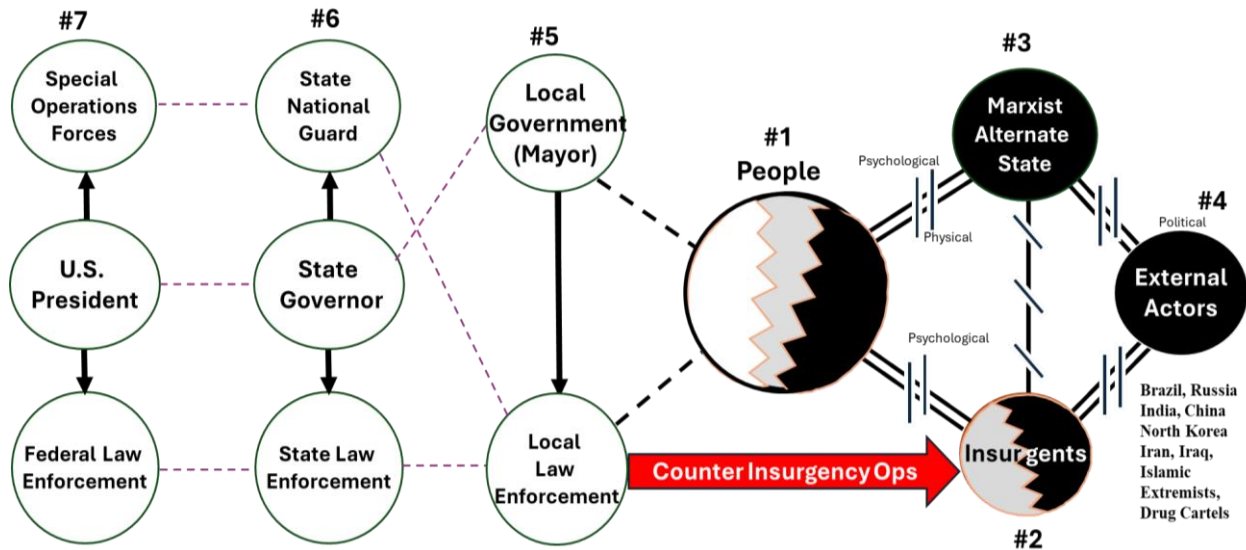 #7
Special
Operations
Forces
U.S.
President
Federal Law
Enforcement
#6
State
National
Guard
State
Governor
State Law
Enforcement
#5
Local
Government
(Mayor)
Local
Law
Enforcement
#1
People
Psychological
Physical
Psychological
Counter Insurgency Ops
#3
Marxist
Alternate
State
#4
Political
External
Actors
Brazil, Russia
India, China
North Korea
Iran, Iraq,
Islamic
Extremists,
Drug Cartels
Insurgents
#2